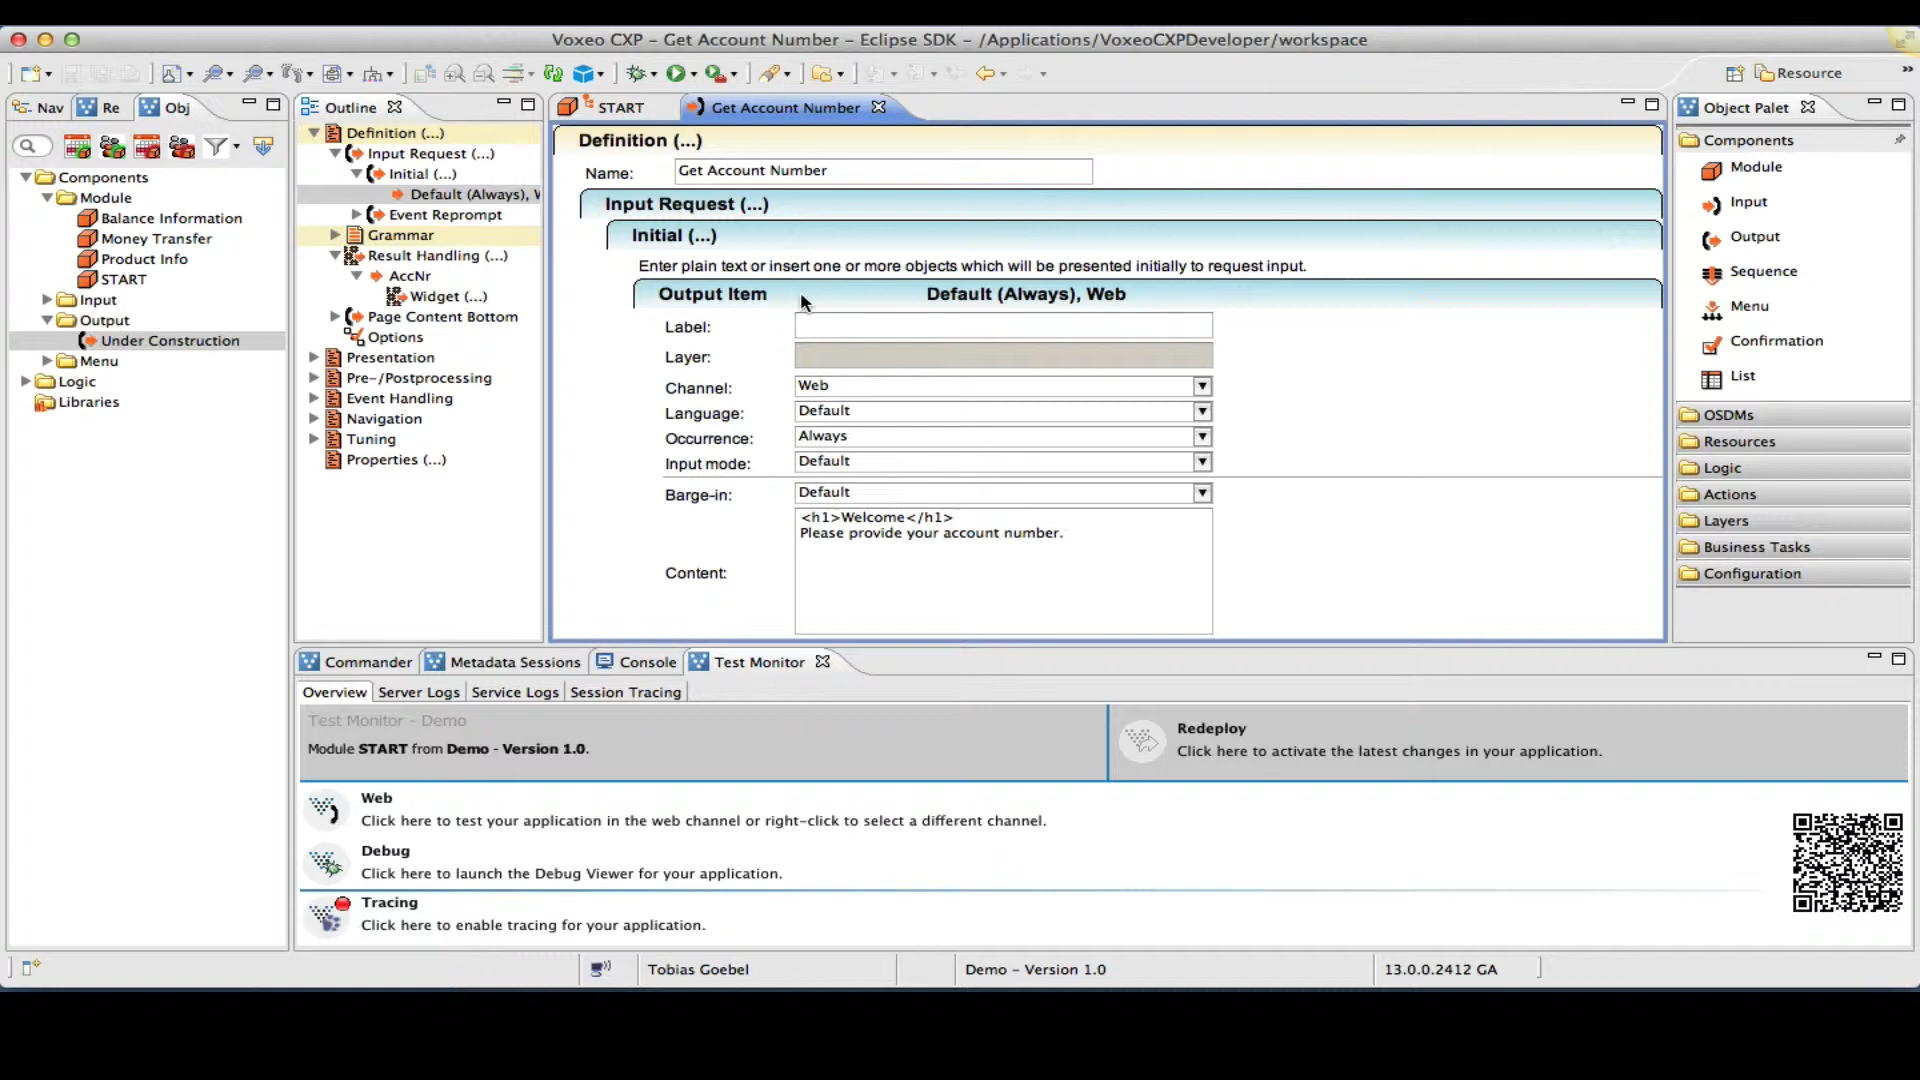 Voxeo CXP – Get Account Number – Eclipse SDK – /Applications/VoxeoCXPDeveloper/workspace
Resource
Nav
Re
Obj
Components
Module
Balance Information
Money Transfer
Product Info
START
Input
Output
Under Construction
Menu
Logic
Libraries
Outline
Definition (...)
Input Request (...)
Initial (...)
Default (Always), W
Event Reprompt
Grammar
Result Handling (...)
AccNr
Widget (...)
Page Content Bottom
Options
Presentation
Pre-/Postprocessing
Event Handling
Navigation
Tuning
Properties (...)
START
Get Account Number
Definition (...)
Name: Get Account Number
Input Request (...)
Initial (...)
Enter plain text or insert one or more objects which will be presented initially to request input.
Output Item Default (Always), Web
Label:
Layer:
Channel: Web
Language: Default
Occurrence: Always
Input mode: Default
Barge-in: Default
<h1>Welcome</h1>
Please provide your account number.
Content:
Object Palet
Components
Module
Input
Output
Sequence
Menu
Confirmation
List
OSDMs
Resources
Logic
Actions
Layers
Business Tasks
Configuration
Commander
Metadata Sessions
Console
Test Monitor
Overview
Server Logs
Service Logs
Session Tracing
Test Monitor - Demo
Module START from Demo - Version 1.0.
Redeploy
Click here to activate the latest changes in your application.
Web
Click here to test your application in the web channel or right-click to select a different channel.
Debug
Click here to launch the Debug Viewer for your application.
Tracing
Click here to enable tracing for your application.
Tobias Goebel
Demo – Version 1.0
13.0.0.2412 GA